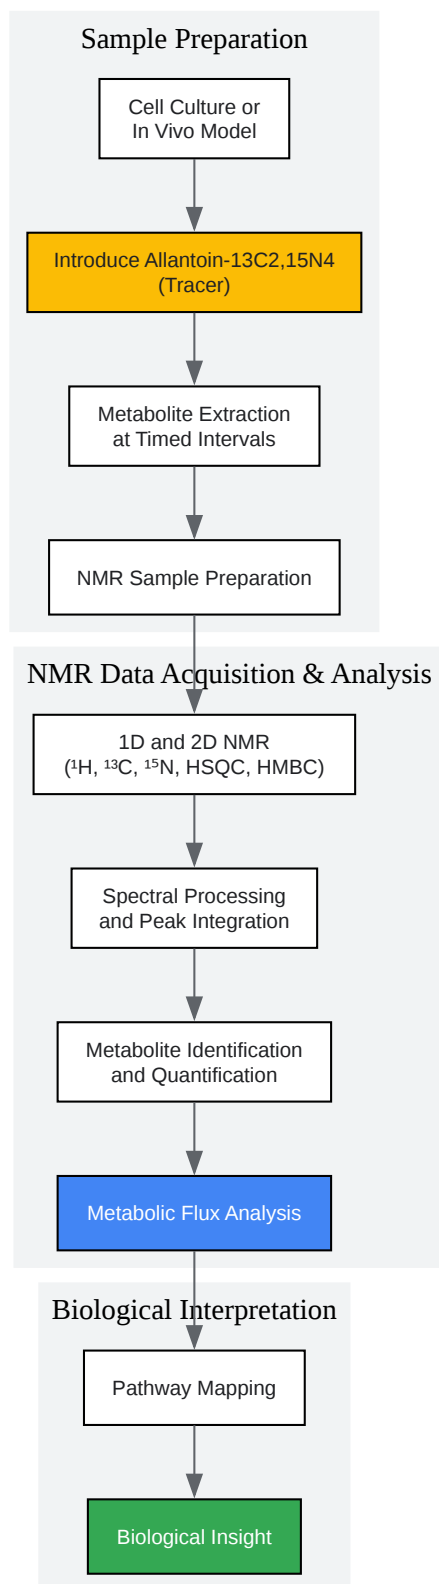 Sample Preparation
Cell Culture or
In Vivo Model
Introduce Allantoin-13C2,15N4
(Tracer)
Metabolite Extraction
at Timed Intervals
NMR Sample Preparation
NMR Data Acquisition & Analysis
1D and 2D NMR
(¹H, ¹³C, ¹⁵N, HSQC, HMBC)
Spectral Processing
and Peak Integration
Metabolite Identification
and Quantification
Metabolic Flux Analysis
Biological Interpretation
Pathway Mapping
Biological Insight